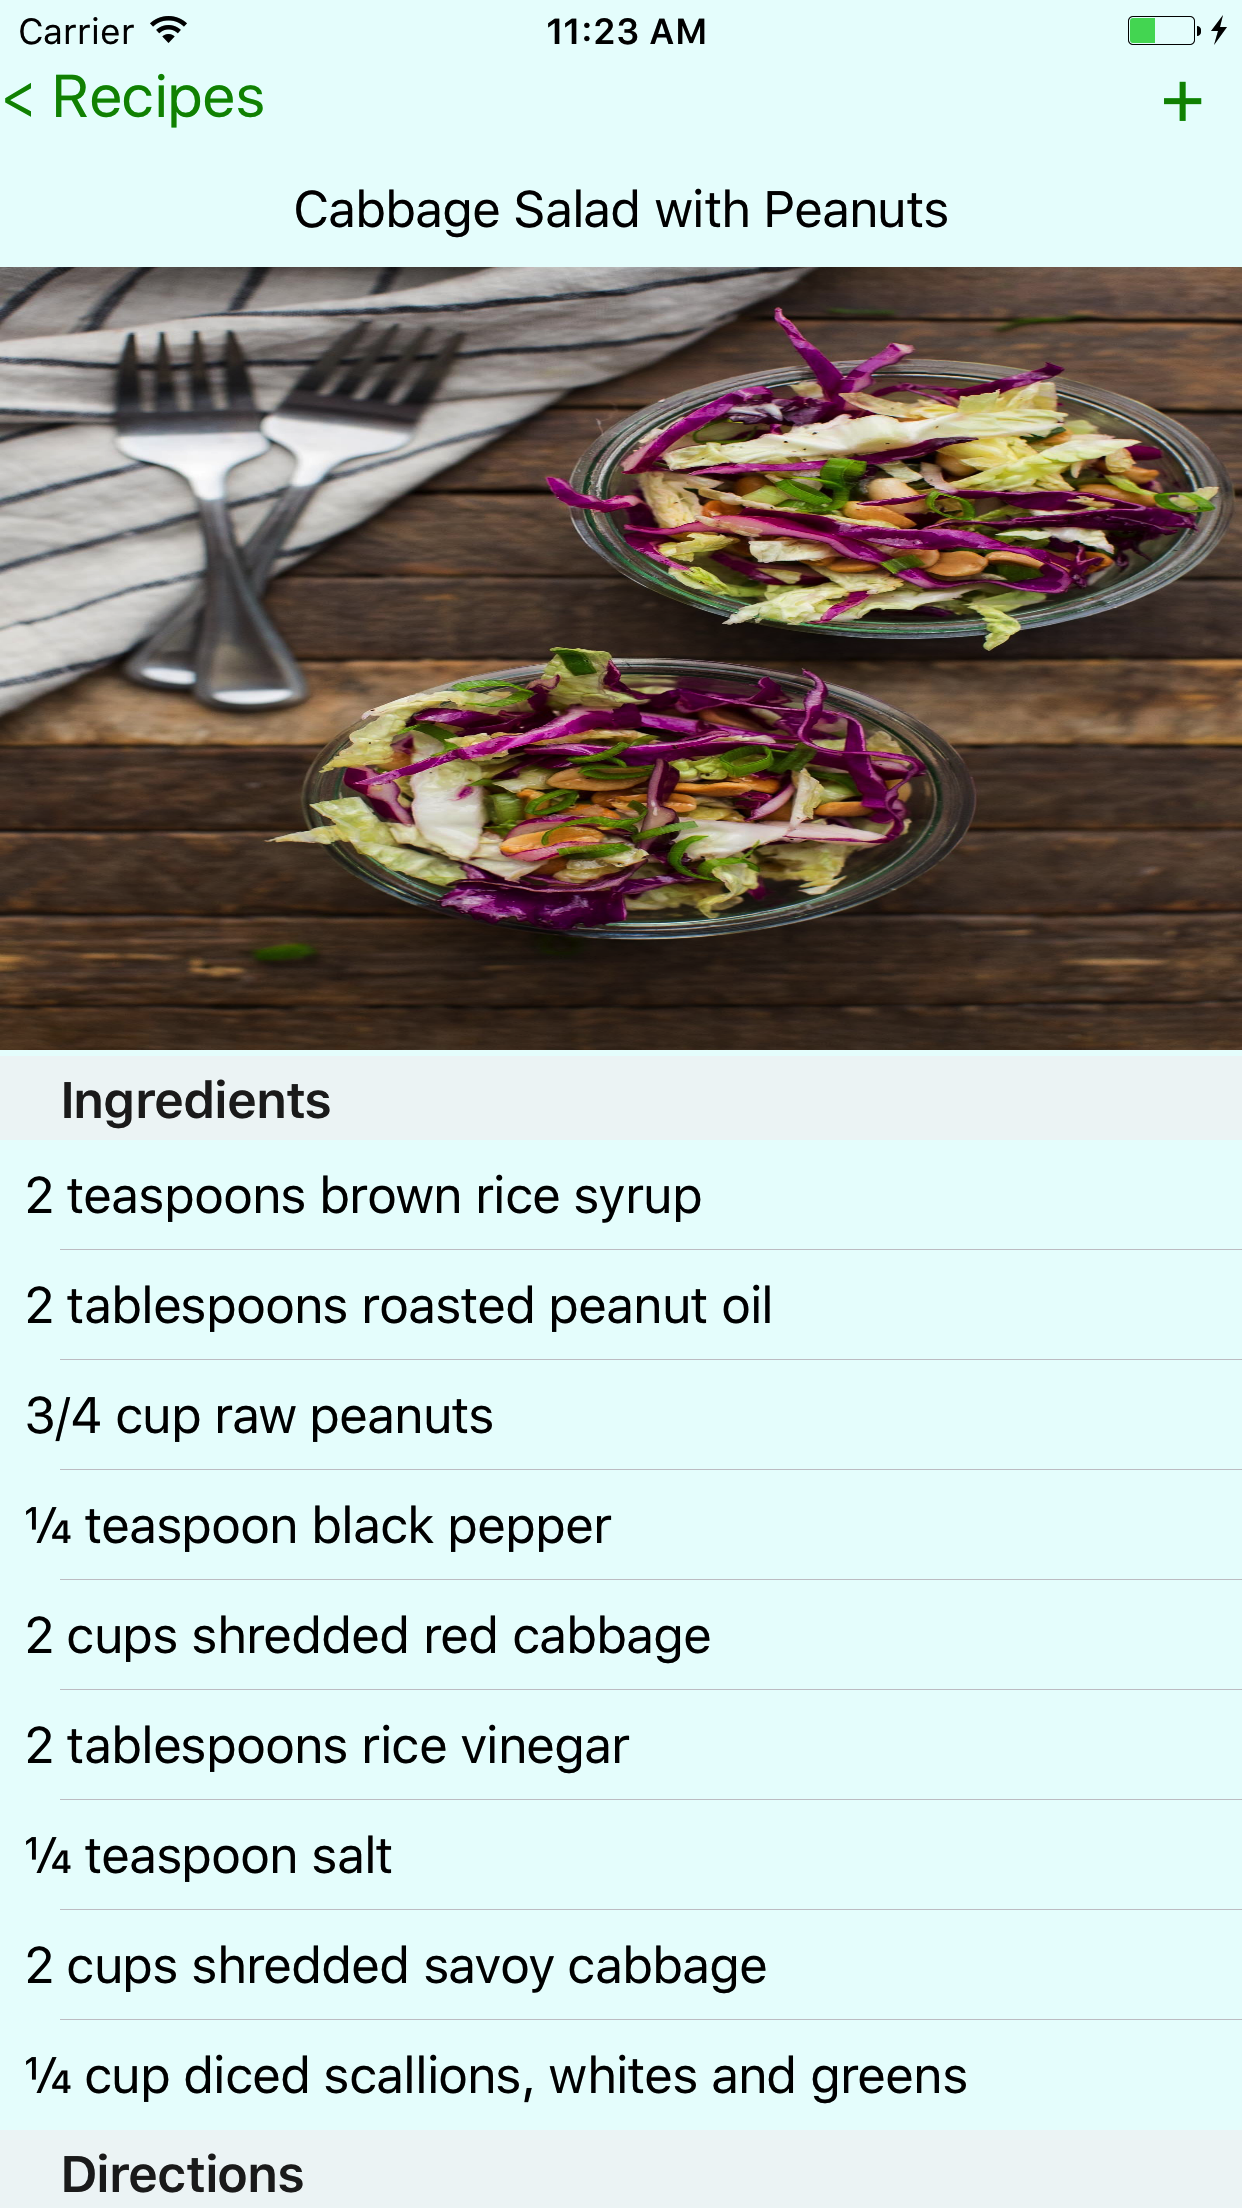 Carrier
11:23 AM
< Recipes
+
Cabbage Salad with Peanuts
Ingredients
2 teaspoons brown rice syrup
2 tablespoons roasted peanut oil
3/4 cup raw peanuts
¼ teaspoon black pepper
2 cups shredded red cabbage
2 tablespoons rice vinegar
¼ teaspoon salt
2 cups shredded savoy cabbage
¼ cup diced scallions, whites and greens
Directions